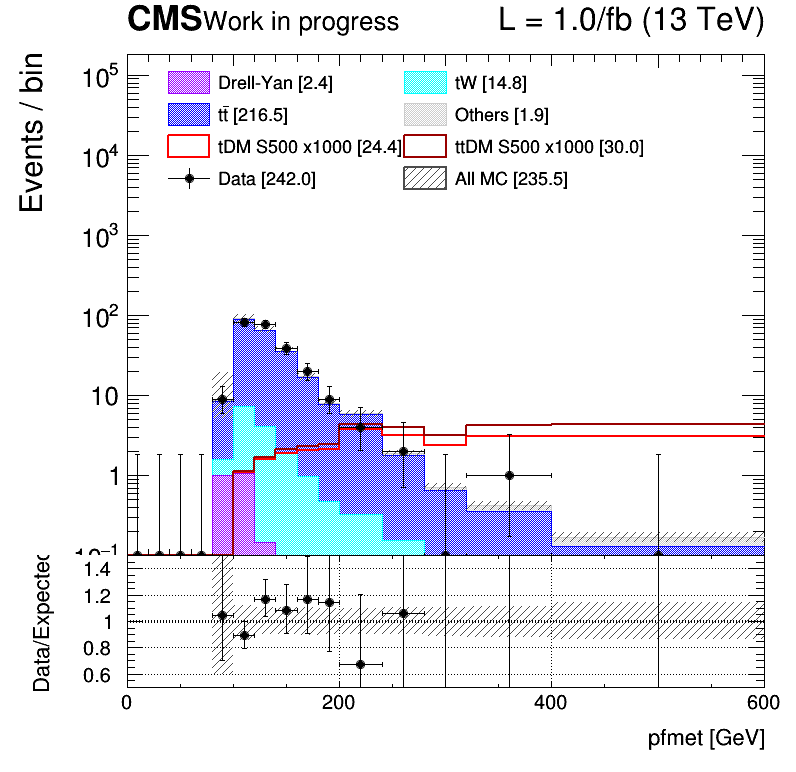 CMS Work in progress L = 1.0/fb (13 TeV)
Events / bin
10^5
10^4
10^3
10^2
10
1
10^-1
Drell-Yan [2.4] tW [14.8]
tt̄ [216.5] Others [1.9]
tDM S500 x1000 [24.4] ttDM S500 x1000 [30.0]
Data [242.0] All MC [235.5]
Data/Expected
1.4
1.2
1
0.8
0.6
0 200 400 600
pfmet [GeV]